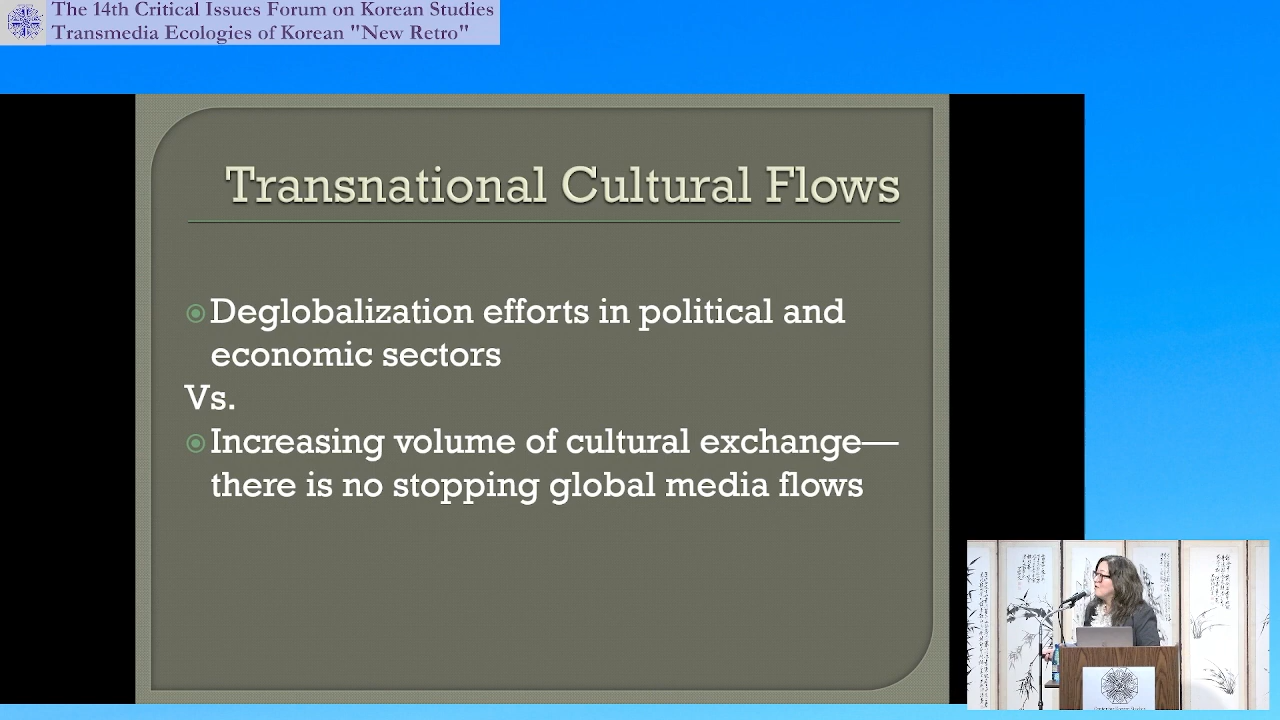 The 14th Critical Issues Forum on Korean Studies
Transmedia Ecologies of Korean "New Retro"
Transnational Cultural Flows
Deglobalization efforts in political and
economic sectors
Vs.
Increasing volume of cultural exchange—
there is no stopping global media flows